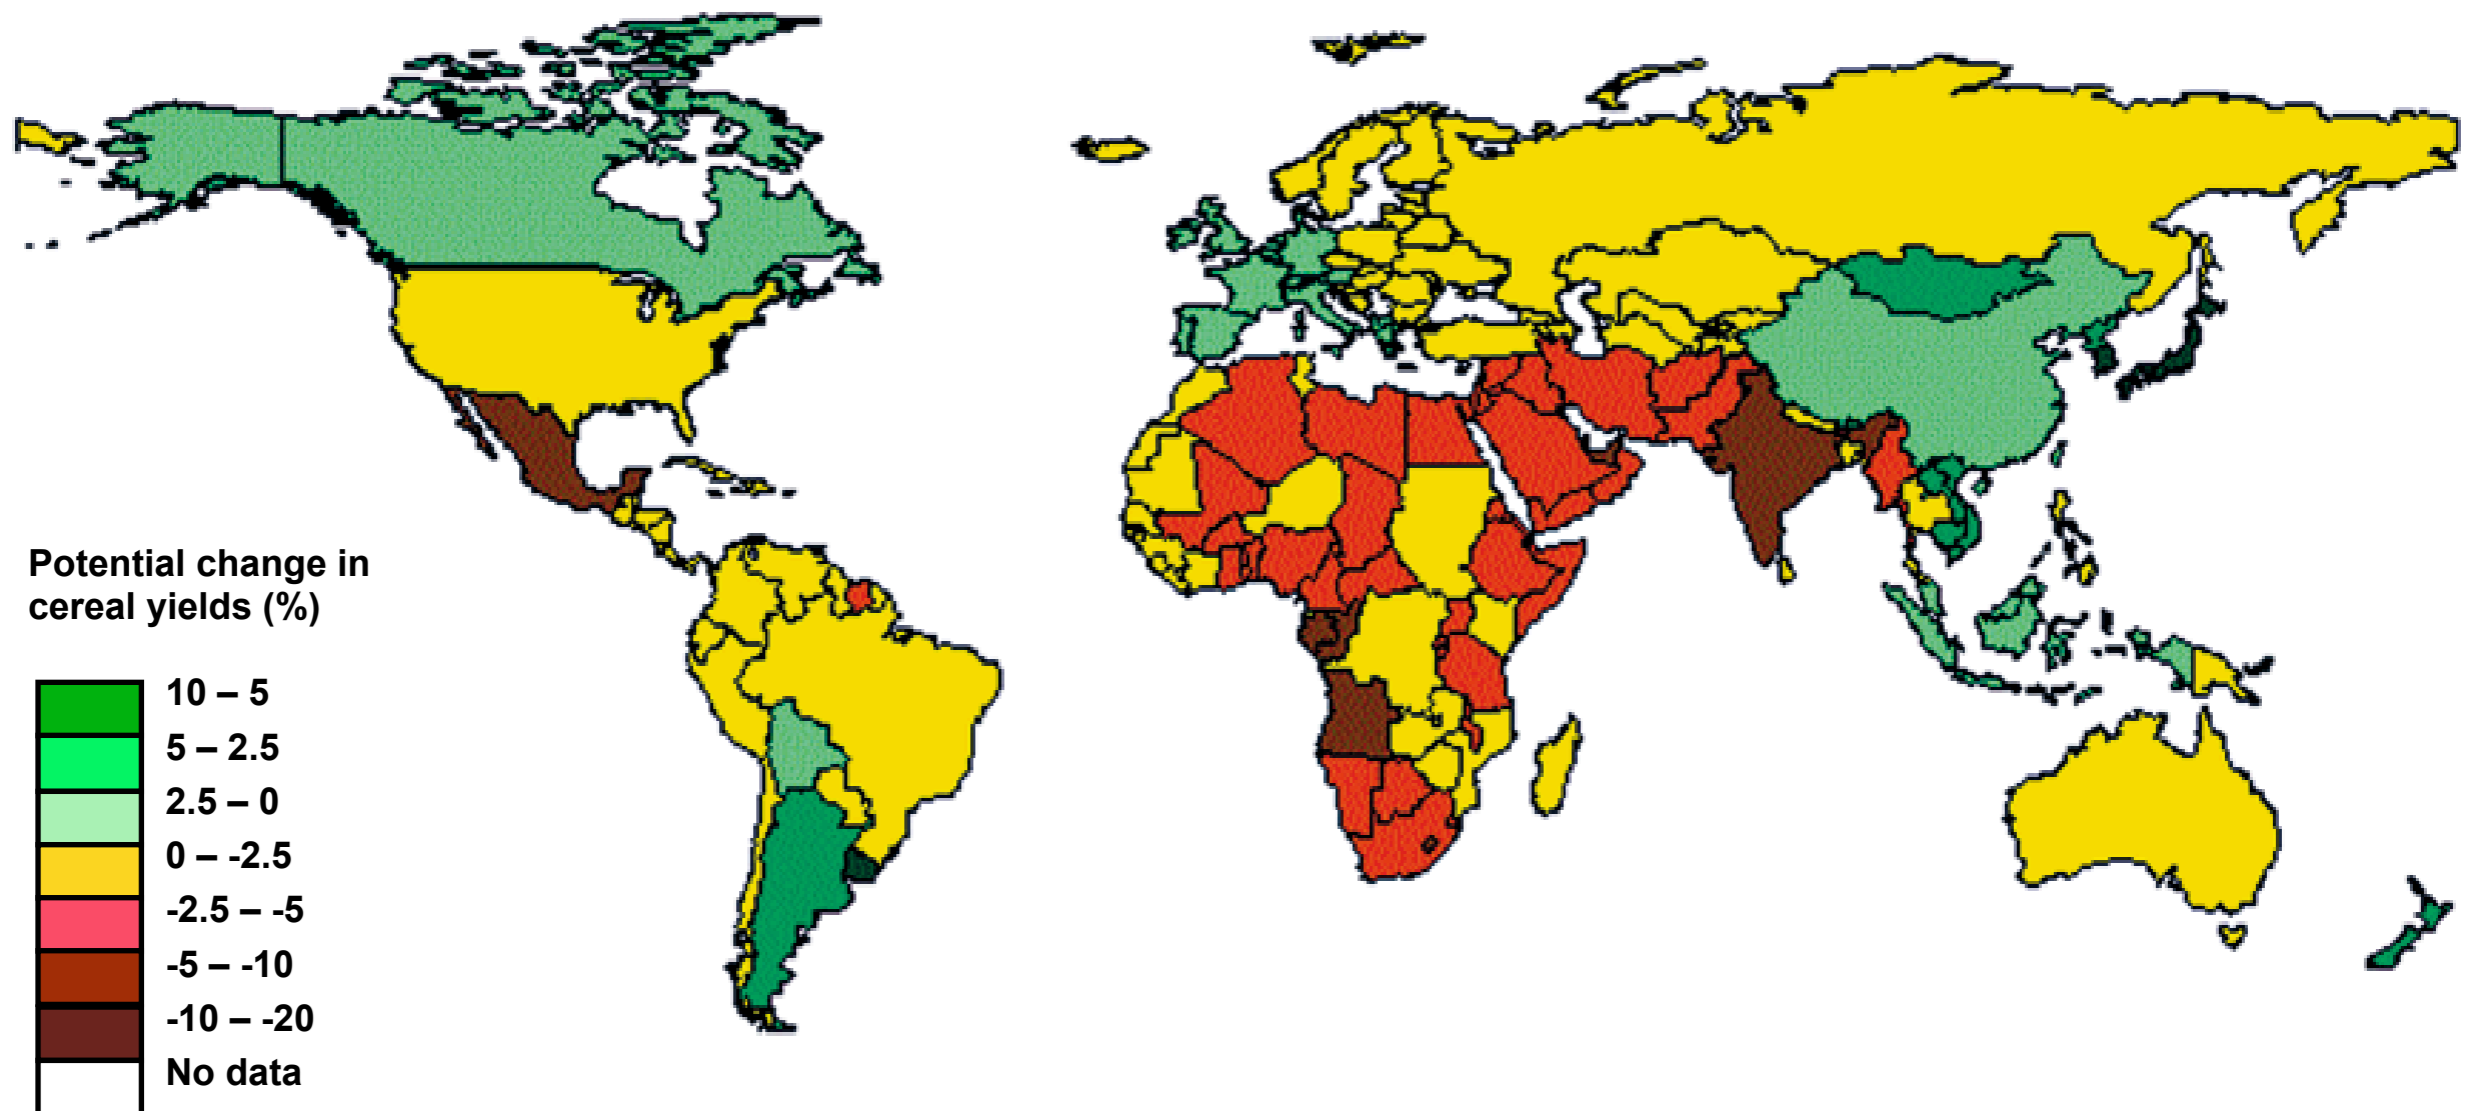 Potential change in
cereal yields (%)
10 – 5
5 – 2.5
2.5 – 0
0 – -2.5
-2.5 – -5
-5 – -10
-10 – -20
No data